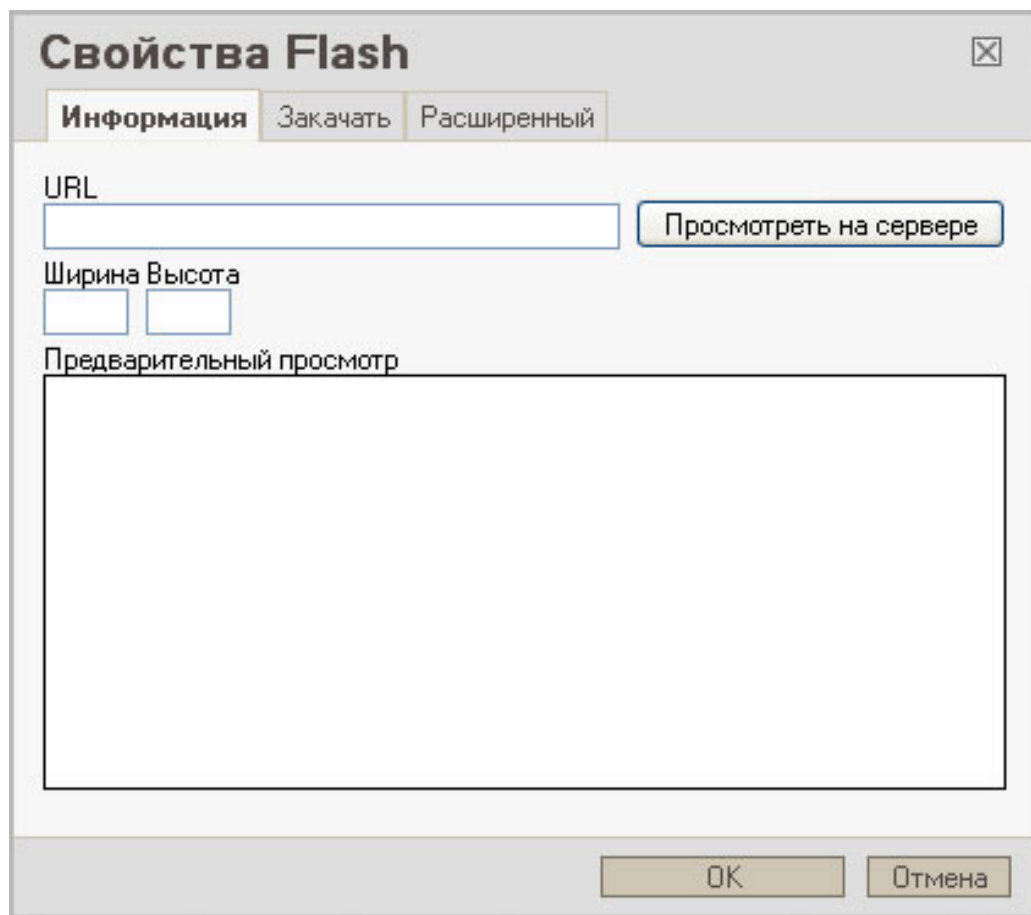 Свойства Flash
Информация Закачать Расширенный
URL
Просмотреть на сервере
Ширина Высота
Предварительный просмотр
OK Отмена